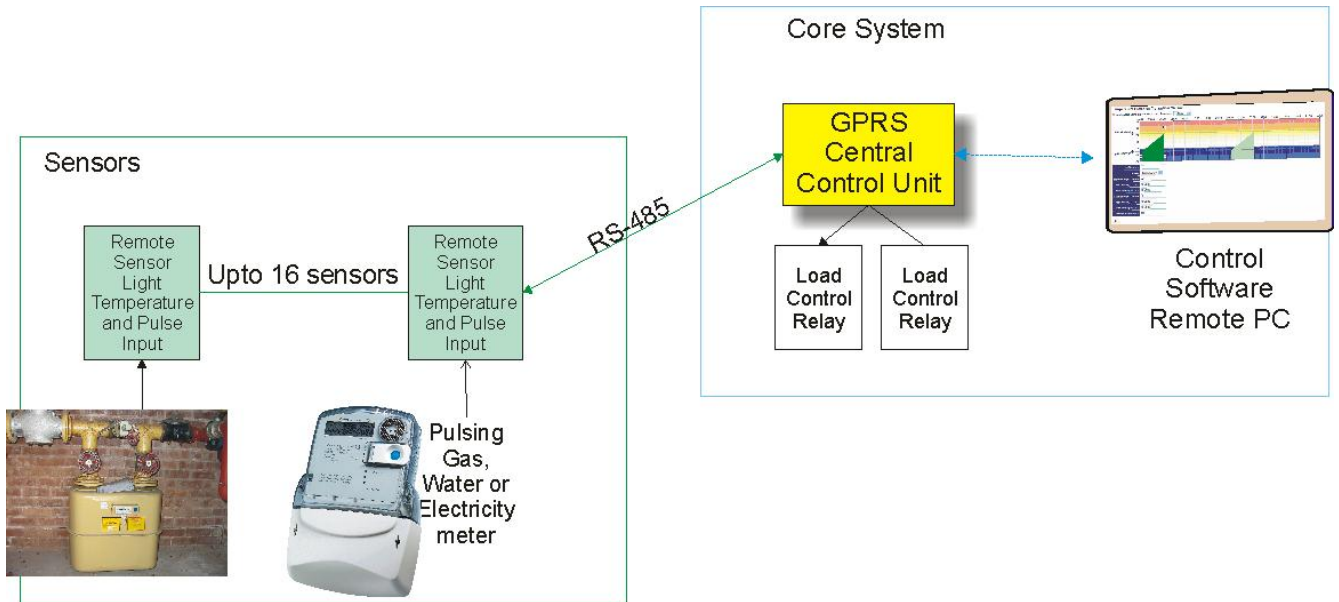 Core System
GPRS
Central
Control Unit
Load
Control
Relay
Load
Control
Relay
Control
Software
Remote PC
Sensors
Remote
Sensor
Light
Temperature
and Pulse
Input
Upto 16 sensors
Remote
Sensor
Light
Temperature
and Pulse
Input
RS-485
Pulsing
Gas,
Water or
Electricity
meter